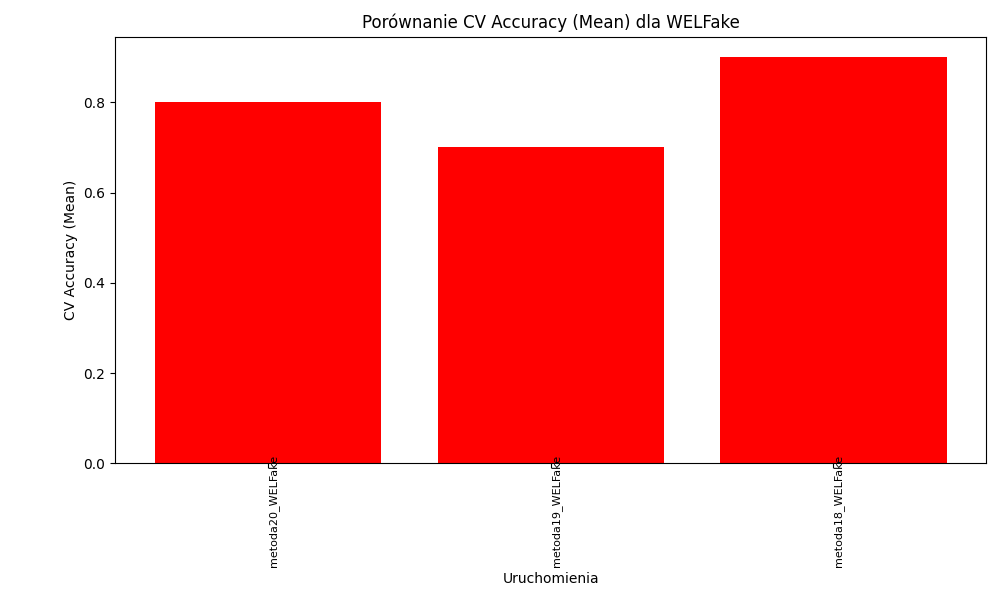 Porównanie CV Accuracy (Mean) dla WELFake
CV Accuracy (Mean)
0.8
0.6
0.4
0.2
0.0
metoda20_WELFake
metoda19_WELFake
metoda18_WELFake
Uruchomienia